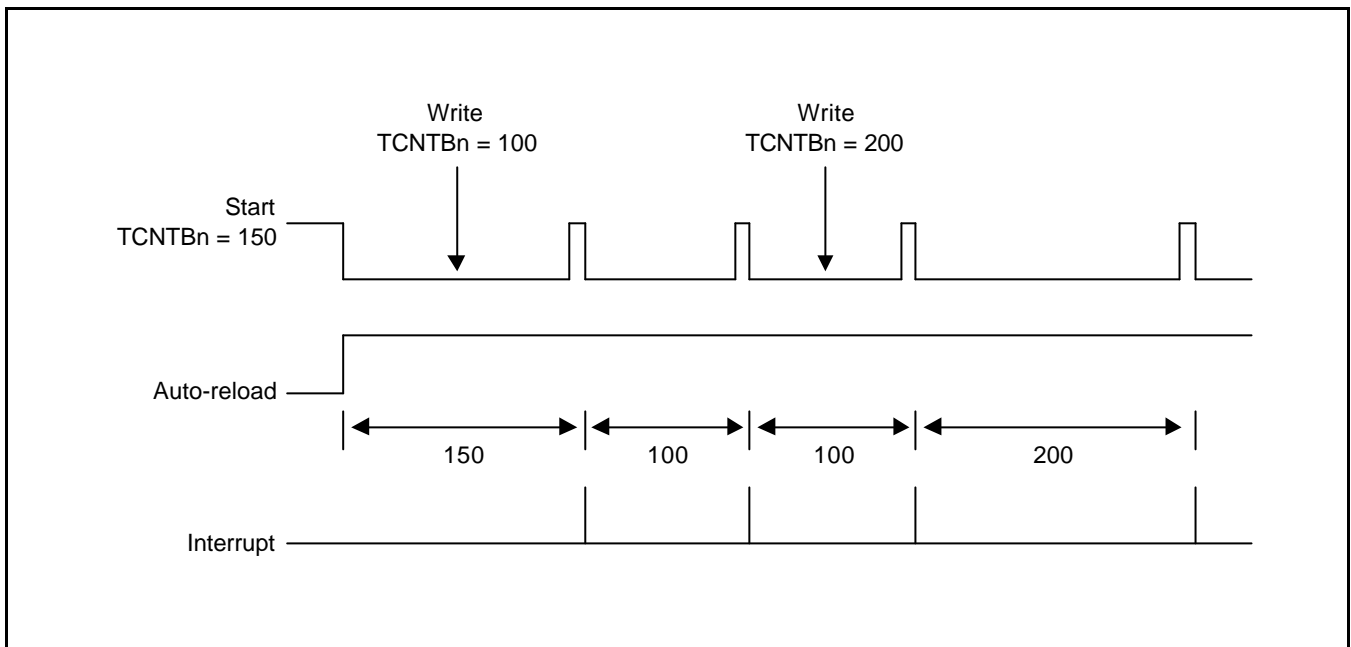 Write
TCNTBn = 100
Write
TCNTBn = 200
Start
TCNTBn = 150
Auto-reload
150
100
100
200
Interrupt